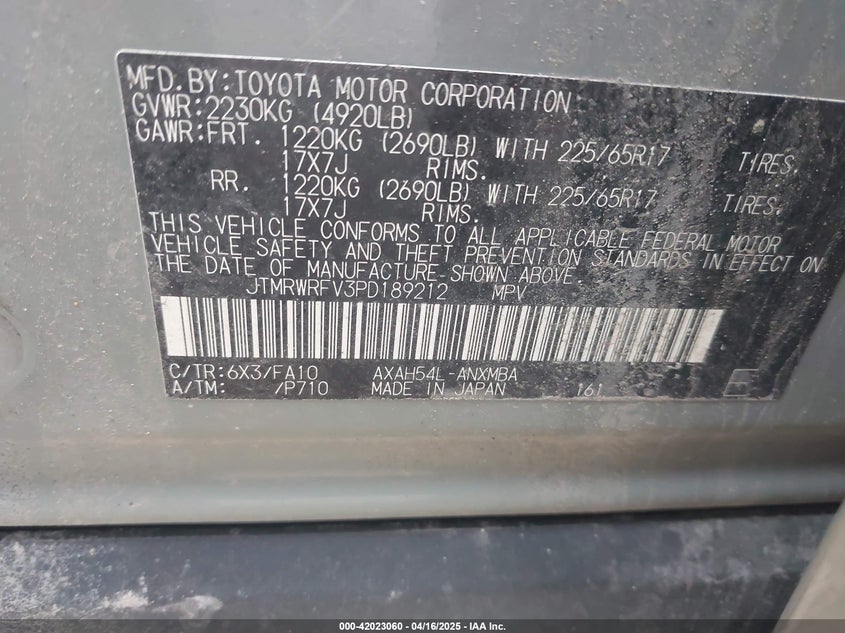 MFD.BY:TOYOTA MOTOR CORPORATION
GVWR:2230KG (4920LB)
GAWR:FRT. 1220KG (2690LB) WITH 225/65R17 TIRES.
17X7J RIMS.
RR. 1220KG (2690LB) WITH 225/65R17 TIRES.
17X7J RIMS.
THIS VEHICLE CONFORMS TO ALL APPLICABLE FEDERAL MOTOR
VEHICLE SAFETY AND THEFT PREVENTION STANDARDS IN EFFECT ON
THE DATE OF MANUFACTURE SHOWN ABOVE.
JTMRWRFV3PD189212 MPV
C/TR:6X3/FA10 AXAH54L-ANXMBA
A/TM: /P710 MADE IN JAPAN 161
000-42023060 - 04/16/2025 - IAA Inc.